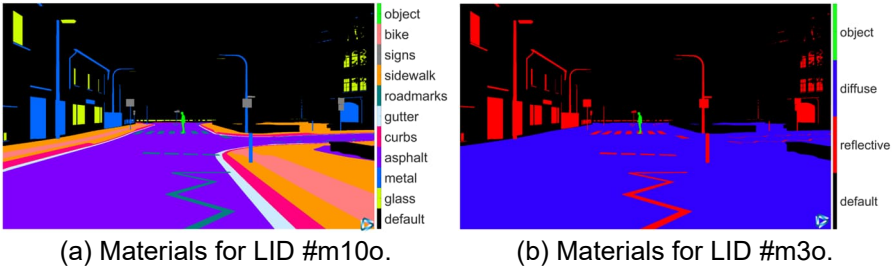 object
bike
signs
sidewalk
roadmarks
gutter
curbs
asphalt
metal
glass
default
object
diffuse
reflective
default
(a) Materials for LID #m10o.
(b) Materials for LID #m3o.